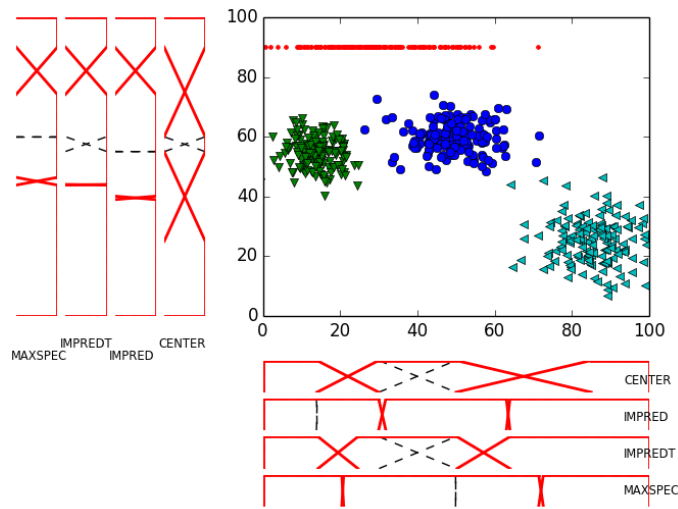 100
80
60
40
20
0
0 20 40 60 80 100
MAXSPEC IMPREDT IMPRED CENTER
CENTER
IMPRED
IMPREDT
MAXSPEC